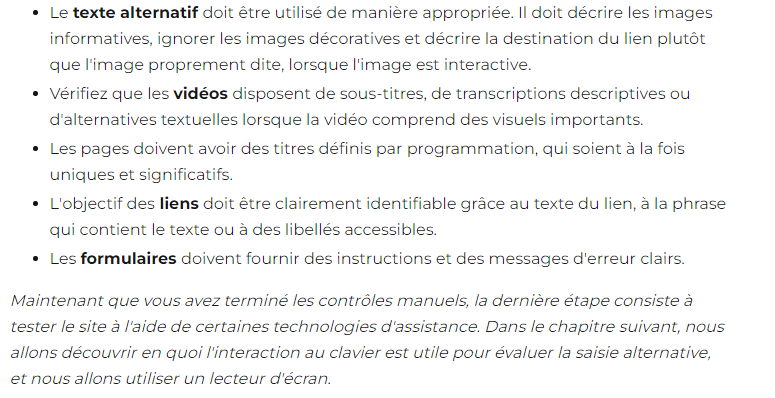 Le texte alternatif doit être utilisé de manière appropriée. Il doit décrire les images
informatives, ignorer les images décoratives et décrire la destination du lien plutôt
que l'image proprement dite, lorsque l'image est interactive.
Vérifiez que les vidéos disposent de sous-titres, de transcriptions descriptives ou
d'alternatives textuelles lorsque la vidéo comprend des visuels importants.
Les pages doivent avoir des titres définis par programmation, qui soient à la fois
uniques et significatifs.
L'objectif des liens doit être clairement identifiable grâce au texte du lien, à la phrase
qui contient le texte ou à des libellés accessibles.
Les formulaires doivent fournir des instructions et des messages d'erreur clairs.
Maintenant que vous avez terminé les contrôles manuels, la dernière étape consiste à
tester le site à l'aide de certaines technologies d'assistance. Dans le chapitre suivant, nous
allons découvrir en quoi l'interaction au clavier est utile pour évaluer la saisie alternative,
et nous allons utiliser un lecteur d'écran.